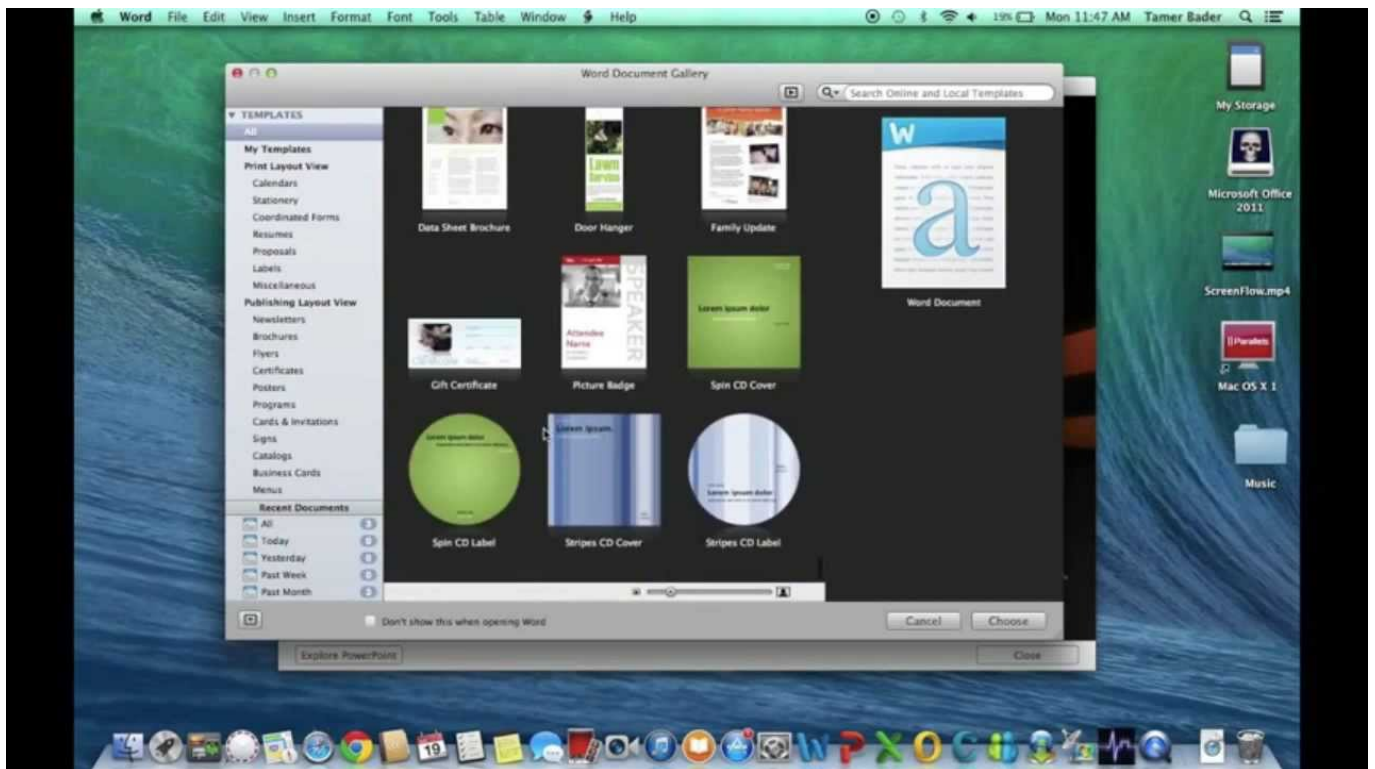 Word File Edit View Insert Format Font Tools Table Window Help
19% Mon 11:47 AM Tamer Bader
Word Document Gallery
Search Online and Local Templates
TEMPLATES
All
My Templates
Print Layout View
Calendars
Stationery
Coordinated Forms
Resumes
Proposals
Labels
Miscellaneous
Publishing Layout View
Newsletters
Brochures
Flyers
Certificates
Posters
Programs
Cards & Invitations
Signs
Catalogs
Business Cards
Menus
Recent Documents
All
Today
Yesterday
Past Week
Past Month
Lawn
Service
Data Sheet Brochure
Door Hanger
Family Update
SPEAKER
Attendee
Name
Lorem ipsum dolor
Gift Certificate
Picture Badge
Spin CD Cover
Lorem ipsum dolor
Lorem ipsum
Lorem ipsum dolor
Spin CD Label
Stripes CD Cover
Stripes CD Label
W
a
Word Document
Don't show this when opening Word
Cancel
Choose
Explore PowerPoint
Close
My Storage
Microsoft Office
2011
ScreenFlow.mp4
Parallels
Mac OS X 1
Music
19
W P X O C